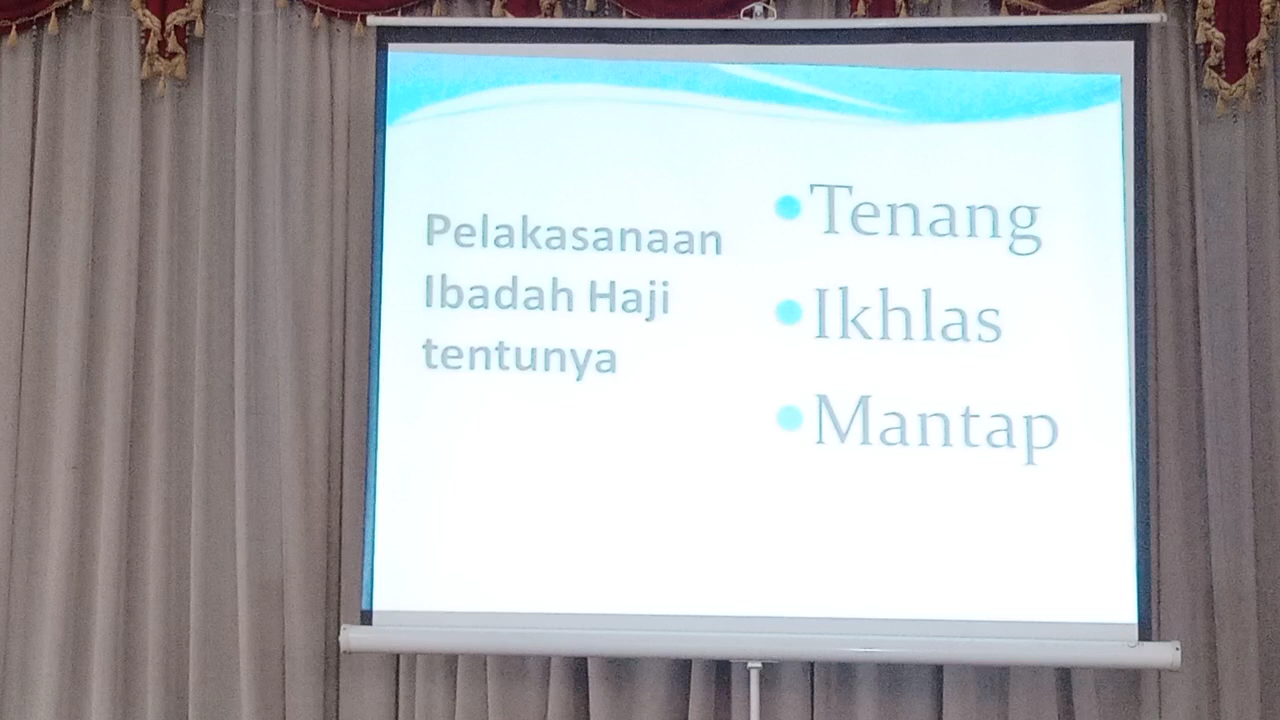 Pelakasanaan
Ibadah Haji
tentunya
• Tenang
• Ikhlas
• Mantap